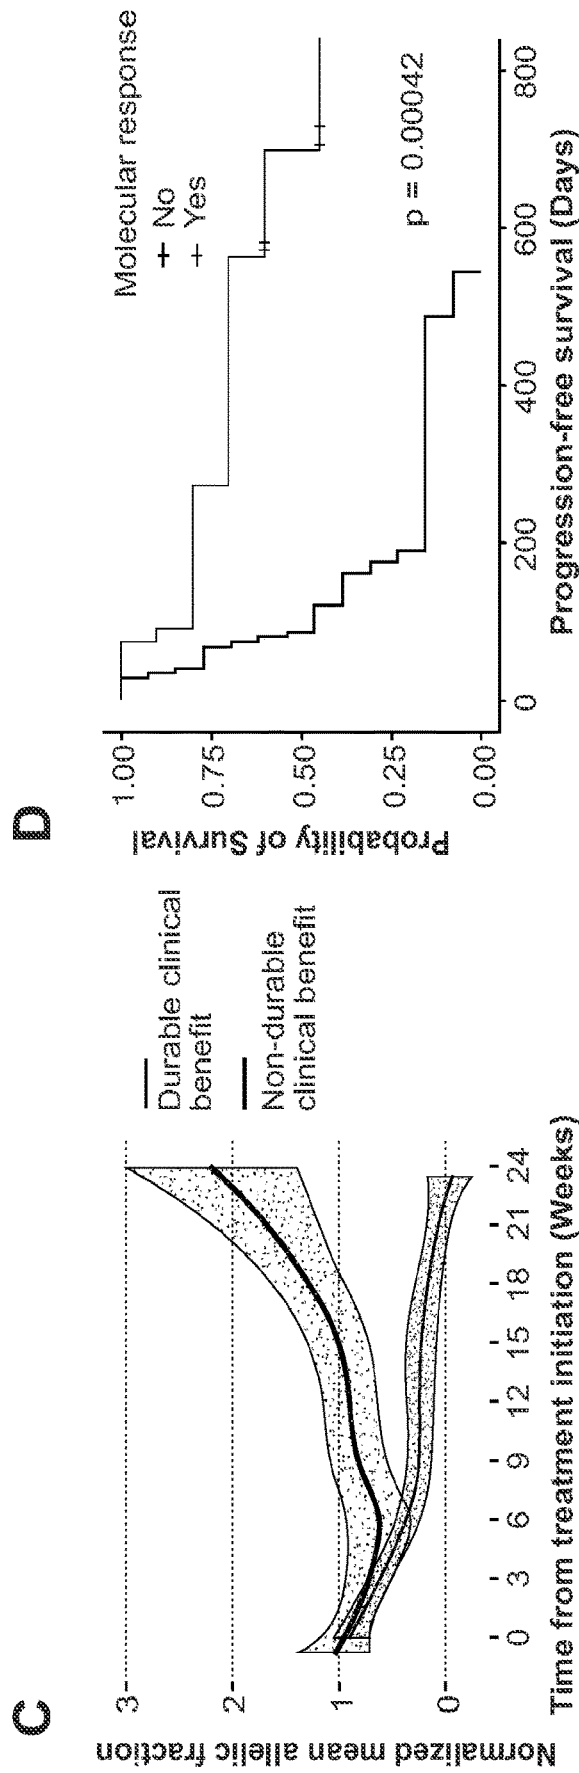 C
Normalized mean allelic fraction
3
2
1
0
0 3 6 9 12 15 18 21 24
Time from treatment initiation (Weeks)
Durable clinical
benefit
Non-durable
clinical benefit
D
Probability of Survival
1.00
0.75
0.50
0.25
0.00
0 200 400 600 800
Progression-free survival (Days)
Molecular response
No
Yes
p = 0.00042